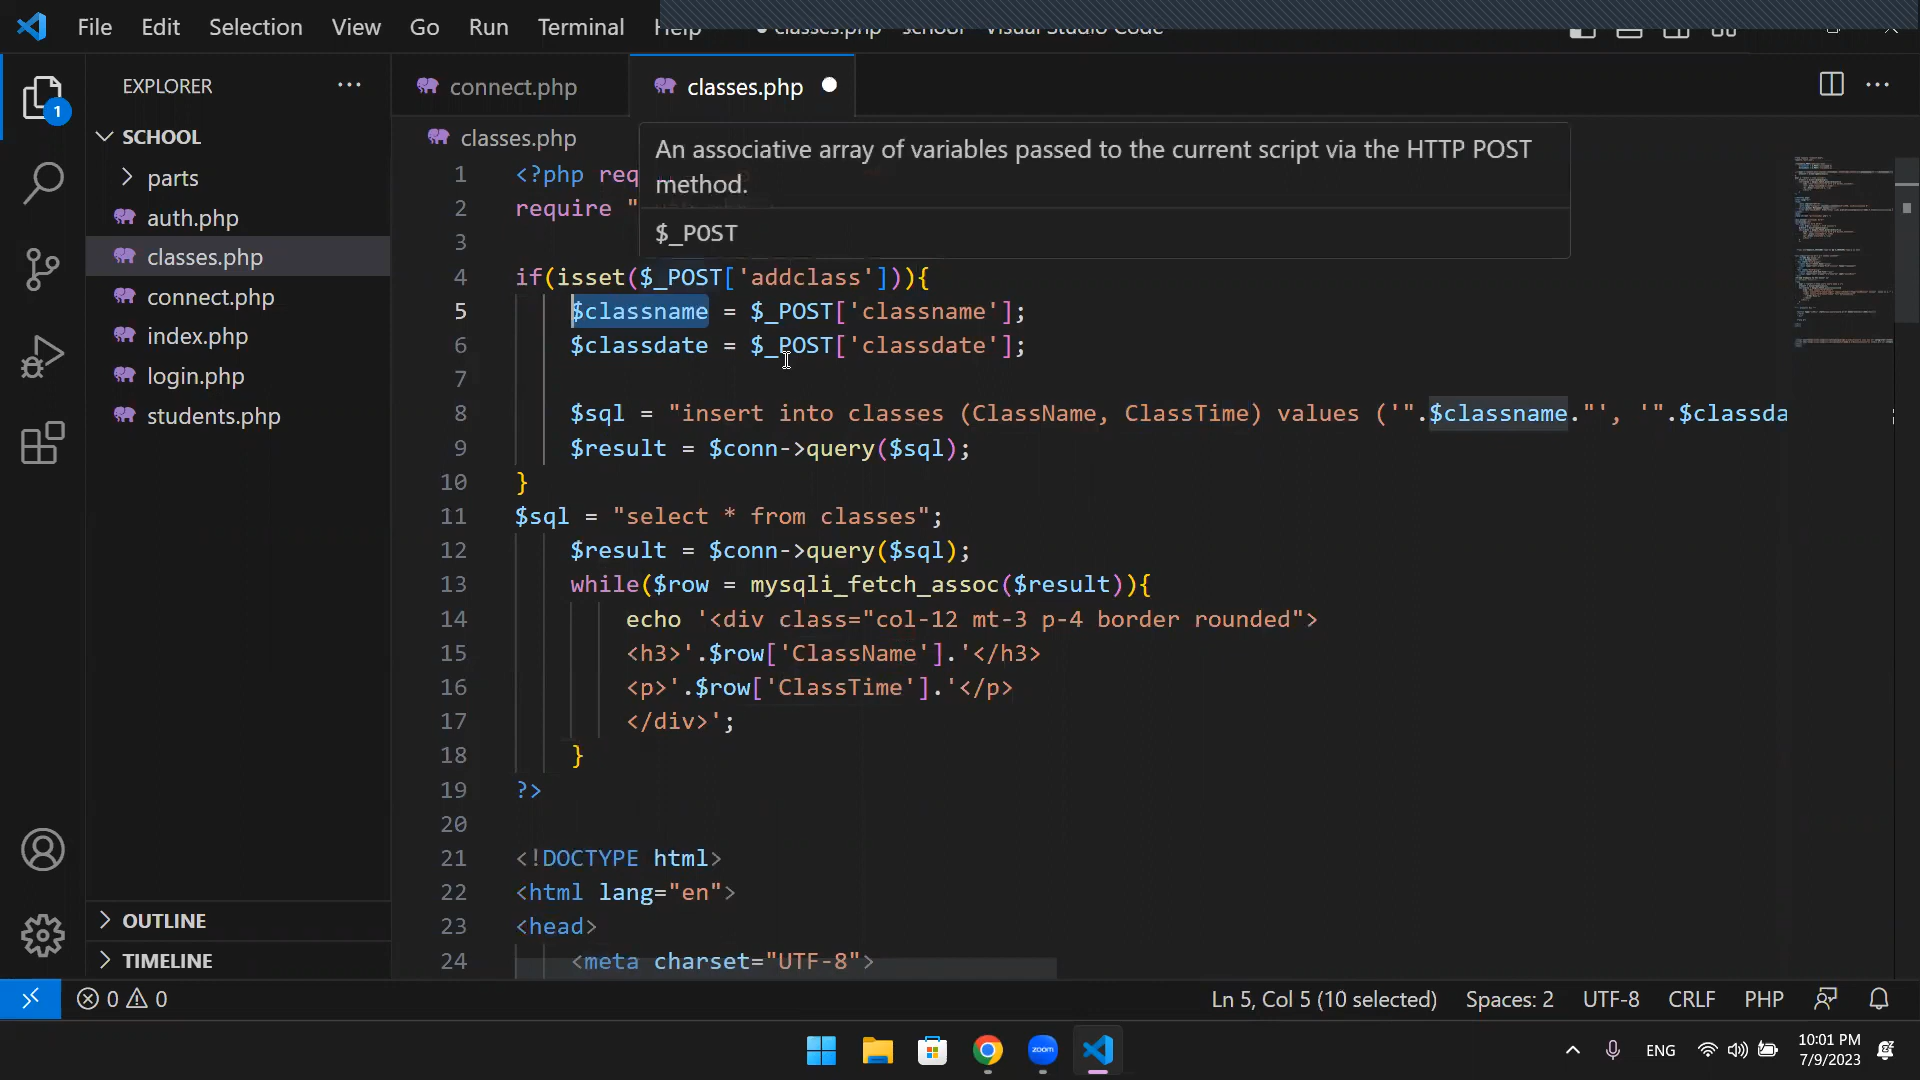 File Edit Selection View Go Run Terminal Help
EXPLORER
connect.php
classes.php
SCHOOL
parts
auth.php
classes.php
connect.php
index.php
login.php
students.php
OUTLINE
TIMELINE
classes.php
An associative array of variables passed to the current script via the HTTP POST
method.
$_POST
1 <?php req
2 require "
3
4 if(isset($_POST['addclass'])){
5 $classname = $_POST['classname'];
6 $classdate = $_POST['classdate'];
7
8 $sql = "insert into classes (ClassName, ClassTime) values ('".$classname."', '".$classda
9 $result = $conn->query($sql);
10 }
11 $sql = "select * from classes";
12 $result = $conn->query($sql);
13 while($row = mysqli_fetch_assoc($result)){
14 echo '<div class="col-12 mt-3 p-4 border rounded">
15 <h3>'.$row['ClassName'].'</h3>
16 <p>'.$row['ClassTime'].'</p>
17 </div>';
18 }
19 ?>
20
21 <!DOCTYPE html>
22 <html lang="en">
23 <head>
24 <meta charset="UTF-8">
1
0 0
Ln 5, Col 5 (10 selected) Spaces: 2 UTF-8 CRLF PHP
zoom
ENG
10:01 PM
7/9/2023